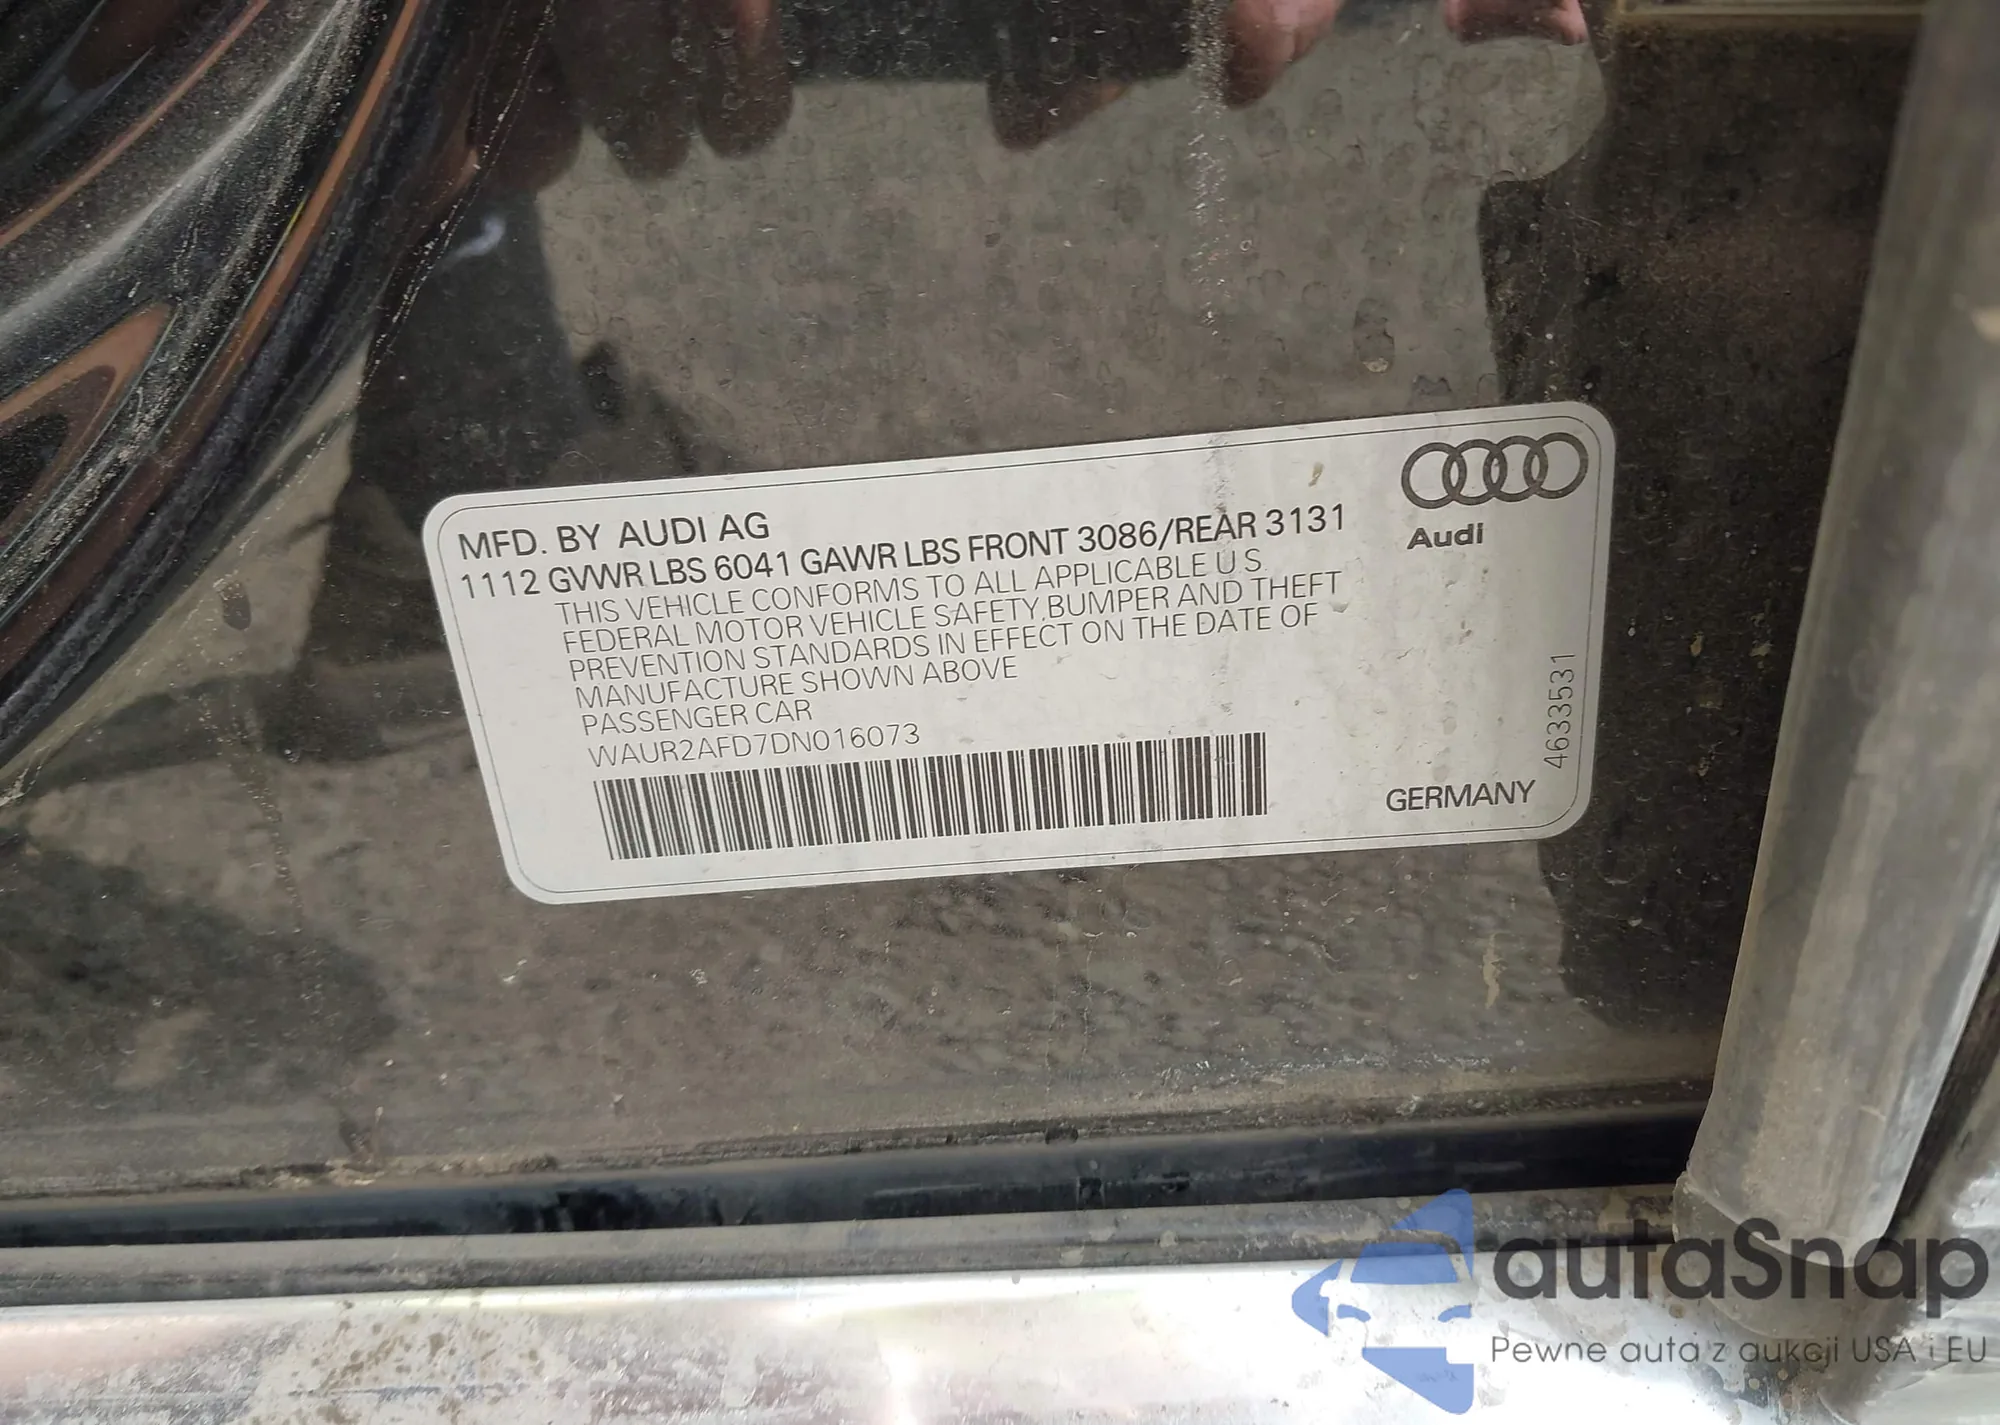 MFD. BY AUDI AG
1112 GVWR LBS 6041 GAWR LBS FRONT 3086/REAR 3131
THIS VEHICLE CONFORMS TO ALL APPLICABLE U S
FEDERAL MOTOR VEHICLE SAFETY, BUMPER AND THEFT
PREVENTION STANDARDS IN EFFECT ON THE DATE OF
MANUFACTURE SHOWN ABOVE
PASSENGER CAR
WAUR2AFD7DN016073
Audi
4633531
GERMANY
autaSnap
Pewne auta z aukcji USA i EU